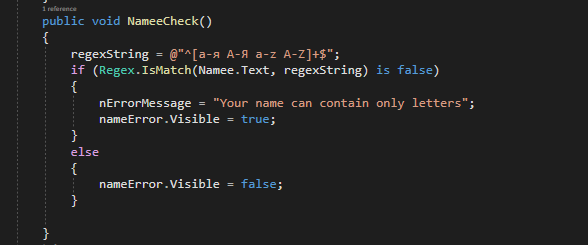 }
1 reference
public void NameeCheck()
{
regexString = @"^[а-я А-Я a-z A-Z]+$";
if (Regex.IsMatch(Namee.Text, regexString) is false)
{
nErrorMessage = "Your name can contain only letters";
nameError.Visible = true;
}
else
{
nameError.Visible = false;
}
}